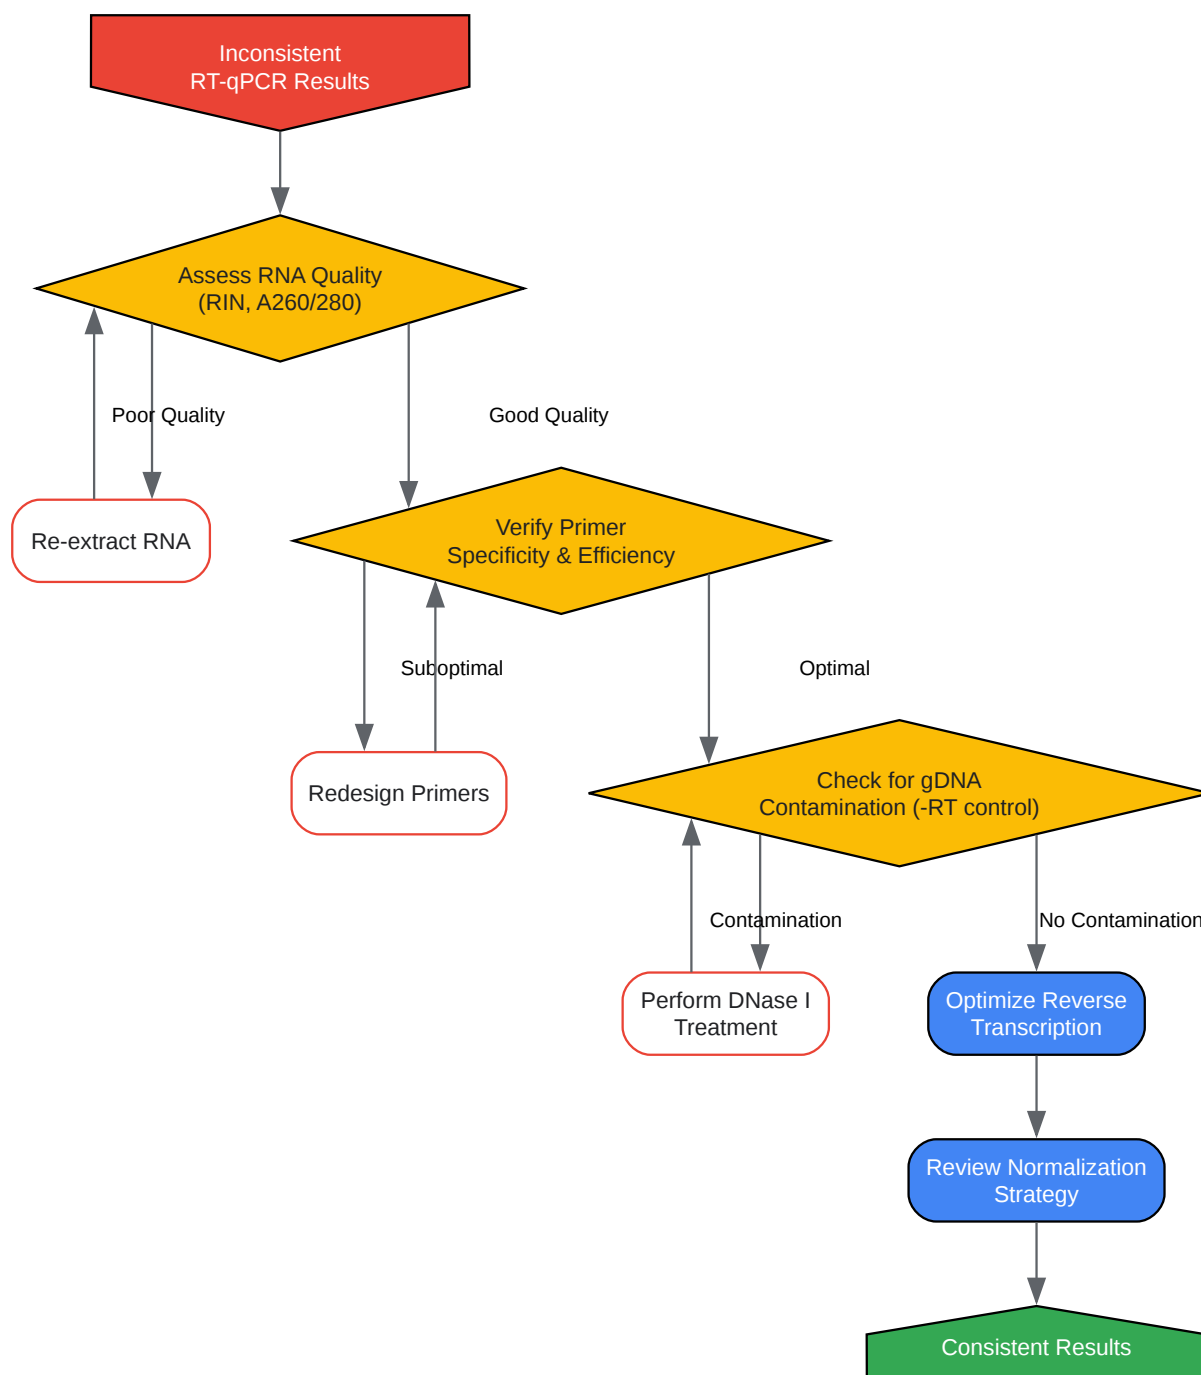 Inconsistent
RT-qPCR Results
Assess RNA Quality
(RIN, A260/280)
Poor Quality
Good Quality
Re-extract RNA
Verify Primer
Specificity & Efficiency
Suboptimal
Optimal
Redesign Primers
Check for gDNA
Contamination (-RT control)
Contamination
No Contamination
Perform DNase I
Treatment
Optimize Reverse
Transcription
Review Normalization
Strategy
Consistent Results